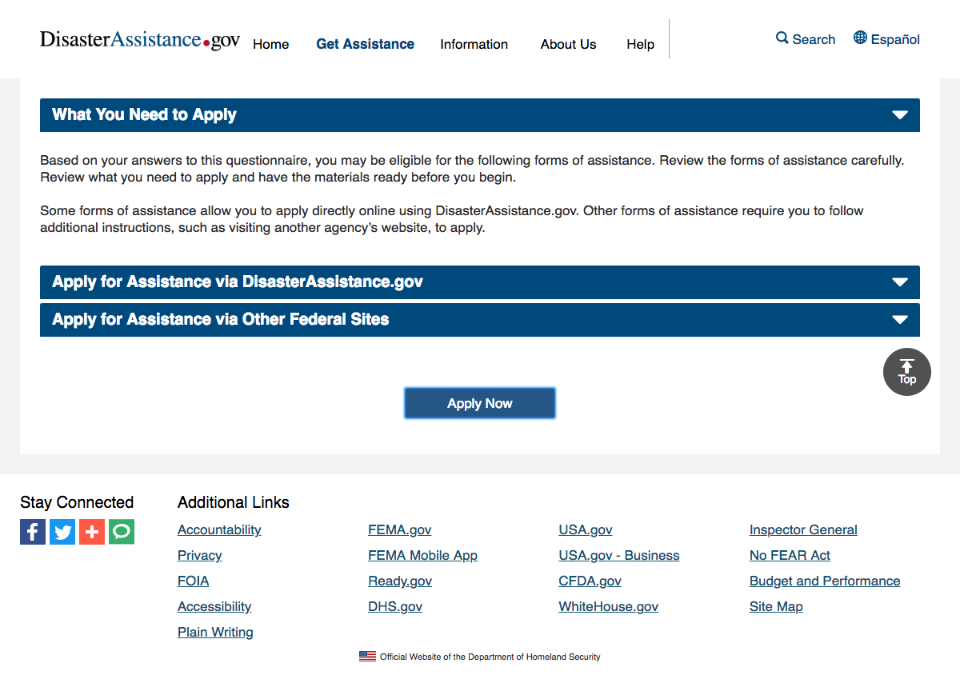 DisasterAssistance.gov
Home Get Assistance Information About Us Help
Search Español
What You Need to Apply
Based on your answers to this questionnaire, you may be eligible for the following forms of assistance. Review the forms of assistance carefully.
Review what you need to apply and have the materials ready before you begin.
Some forms of assistance allow you to apply directly online using DisasterAssistance.gov. Other forms of assistance require you to follow
additional instructions, such as visiting another agency's website, to apply.
Apply for Assistance via DisasterAssistance.gov
Apply for Assistance via Other Federal Sites
Top
Apply Now
Stay Connected
Additional Links
Accountability
Privacy
FOIA
Accessibility
Plain Writing
FEMA.gov
FEMA Mobile App
Ready.gov
DHS.gov
USA.gov
USA.gov - Business
CFDA.gov
WhiteHouse.gov
Inspector General
No FEAR Act
Budget and Performance
Site Map
Official Website of the Department of Homeland Security